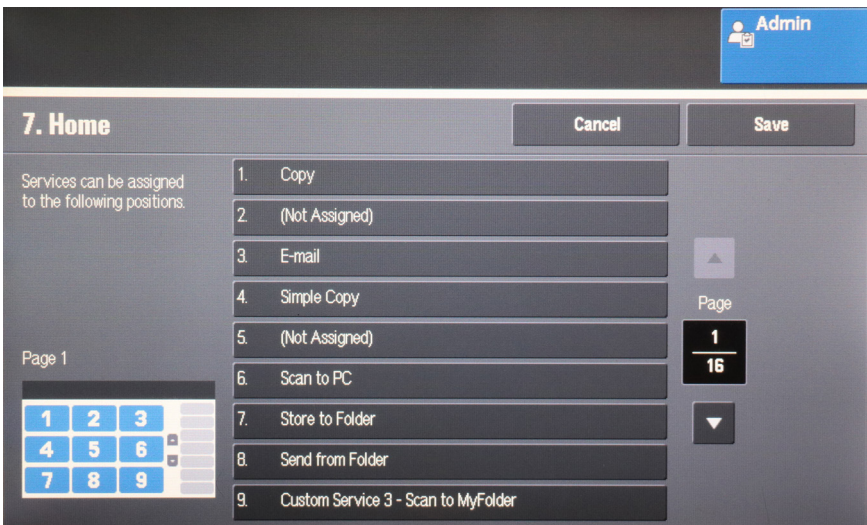 Admin
7. Home
Cancel
Save
Services can be assigned
to the following positions.
1. Copy
2. (Not Assigned)
3. E-mail
4. Simple Copy
5. (Not Assigned)
6. Scan to PC
7. Store to Folder
8. Send from Folder
9. Custom Service 3 - Scan to MyFolder
Page
1
16
Page 1
1 2 3
4 5 6
7 8 9